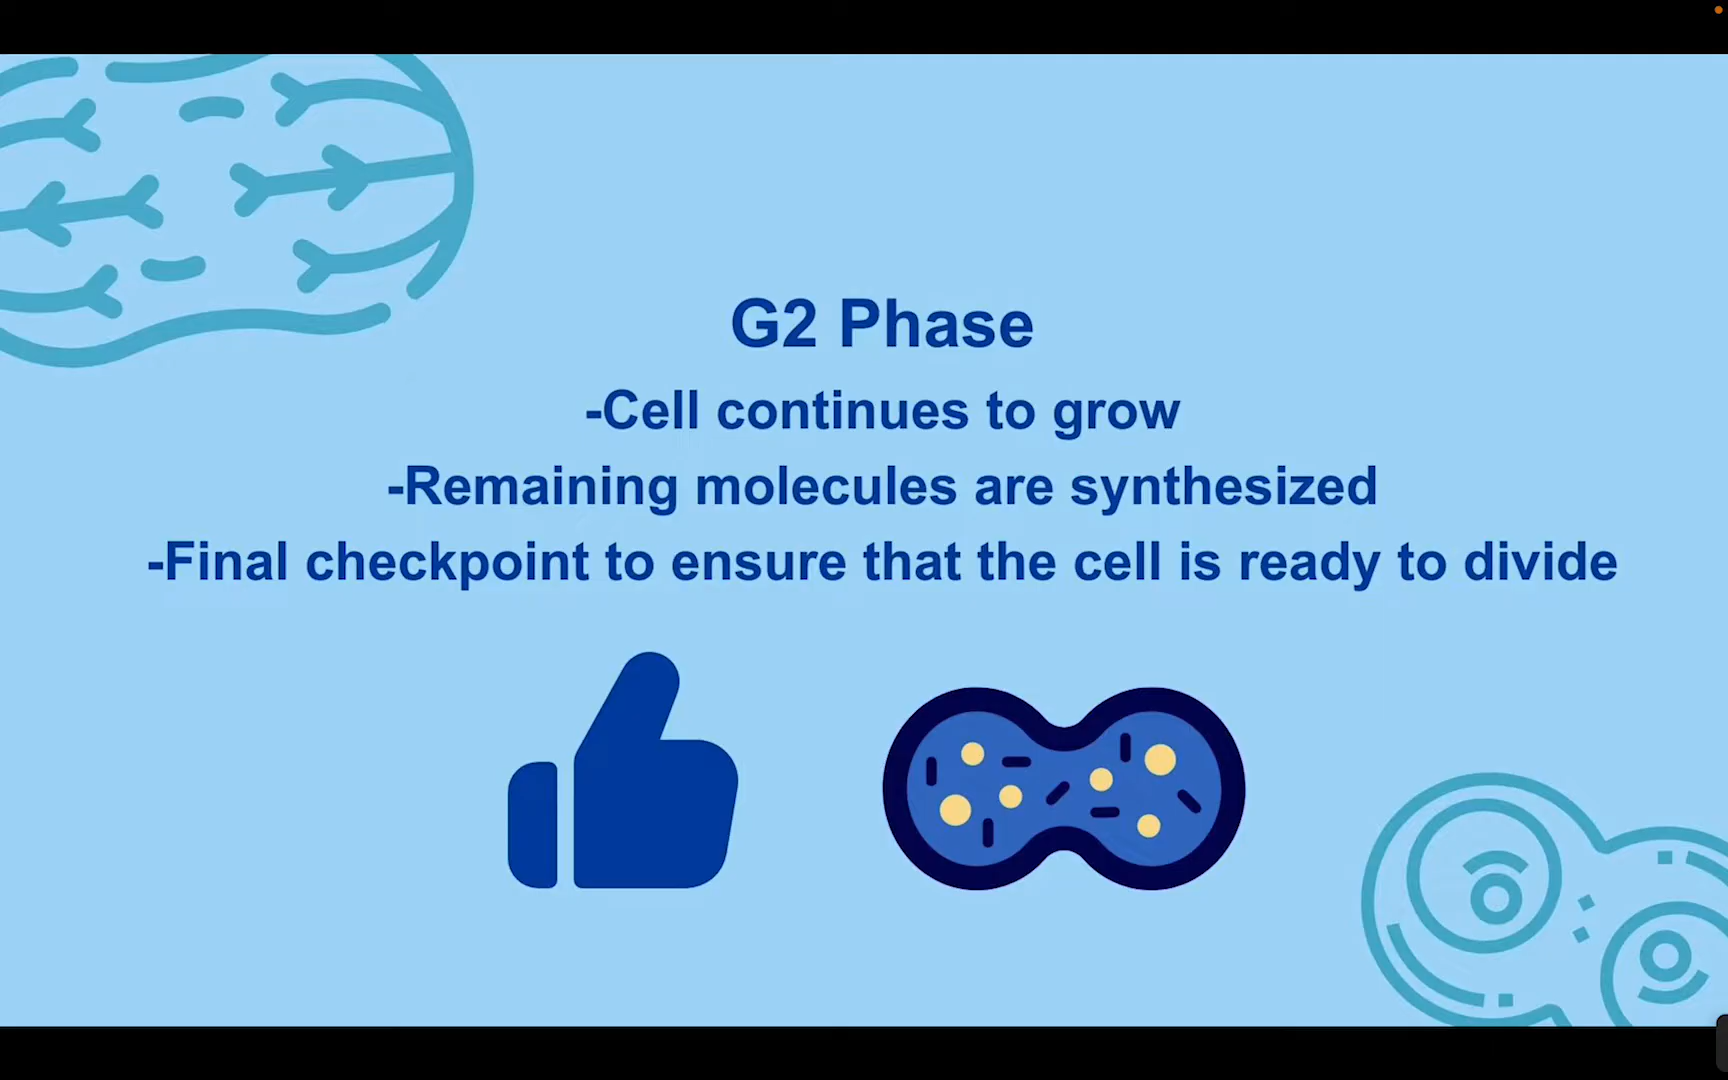 G2 Phase
-Cell continues to grow
-Remaining molecules are synthesized
-Final checkpoint to ensure that the cell is ready to divide